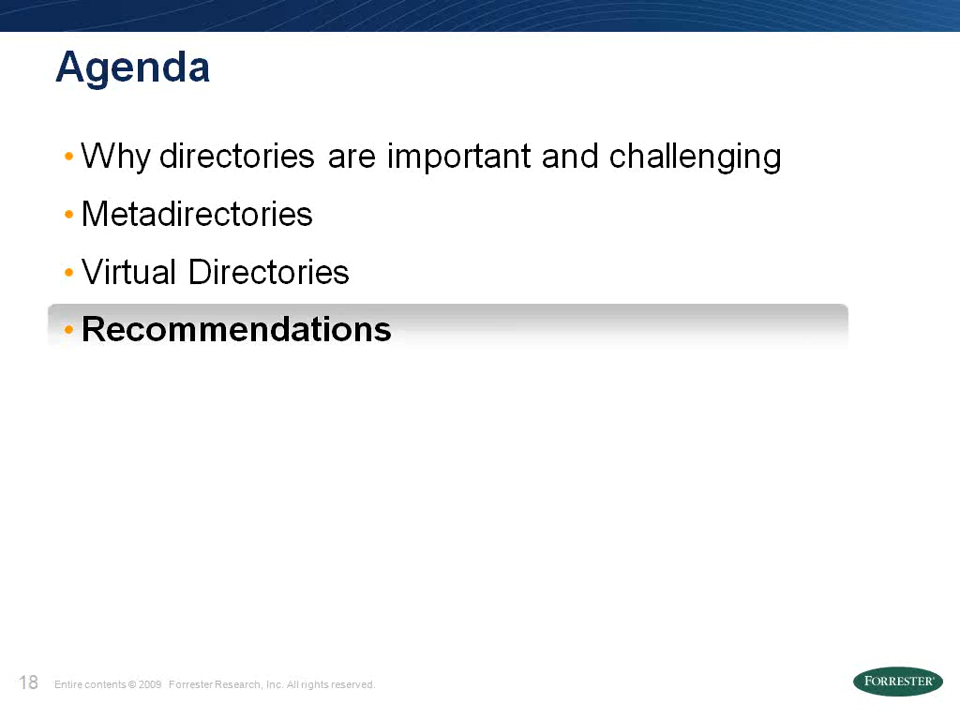 Agenda
• Why directories are important and challenging
• Metadirectories
• Virtual Directories
• Recommendations
18 Entire contents © 2009 Forrester Research, Inc. All rights reserved.
FORRESTER®